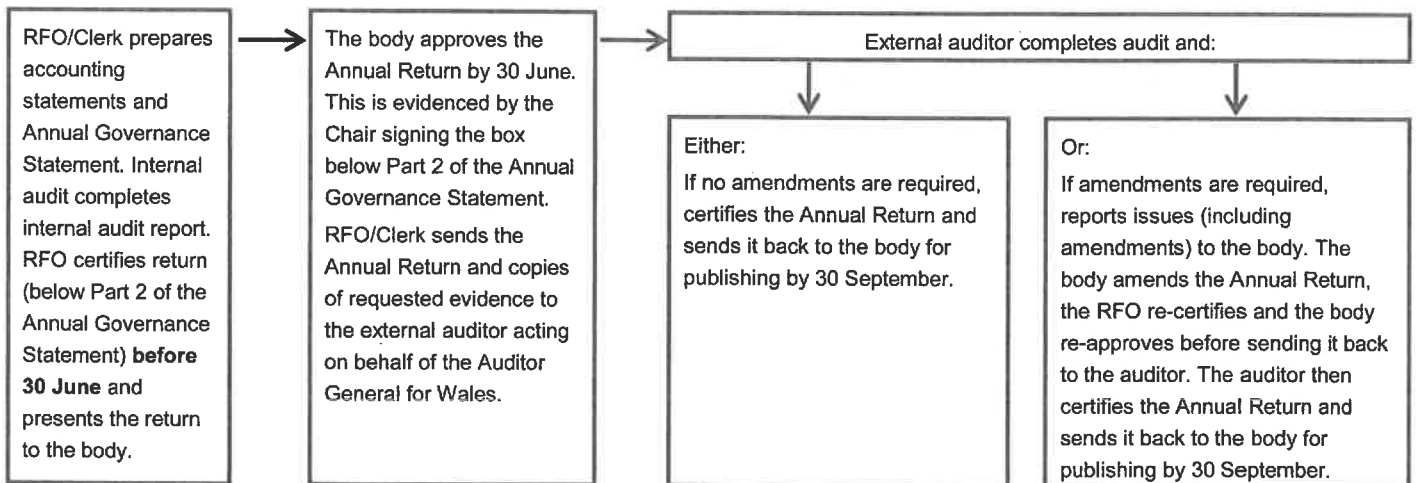 RFO/Clerk prepares
accounting
statements and
Annual Governance
Statement. Internal
audit completes
internal audit report.
RFO certifies return
(below Part 2 of the
Annual Governance
Statement) before
30 June and
presents the return
to the body.
The body approves the
Annual Return by 30 June.
This is evidenced by the
Chair signing the box
below Part 2 of the Annual
Governance Statement.
RFO/Clerk sends the
Annual Return and copies
of requested evidence to
the external auditor acting
on behalf of the Auditor
General for Wales.
External auditor completes audit and:
Either:
If no amendments are required,
certifies the Annual Return and
sends it back to the body for
publishing by 30 September.
Or:
If amendments are required,
reports issues (including
amendments) to the body. The
body amends the Annual Return,
the RFO re-certifies and the body
re-approves before sending it back
to the auditor. The auditor then
certifies the Annual Return and
sends it back to the body for
publishing by 30 September.